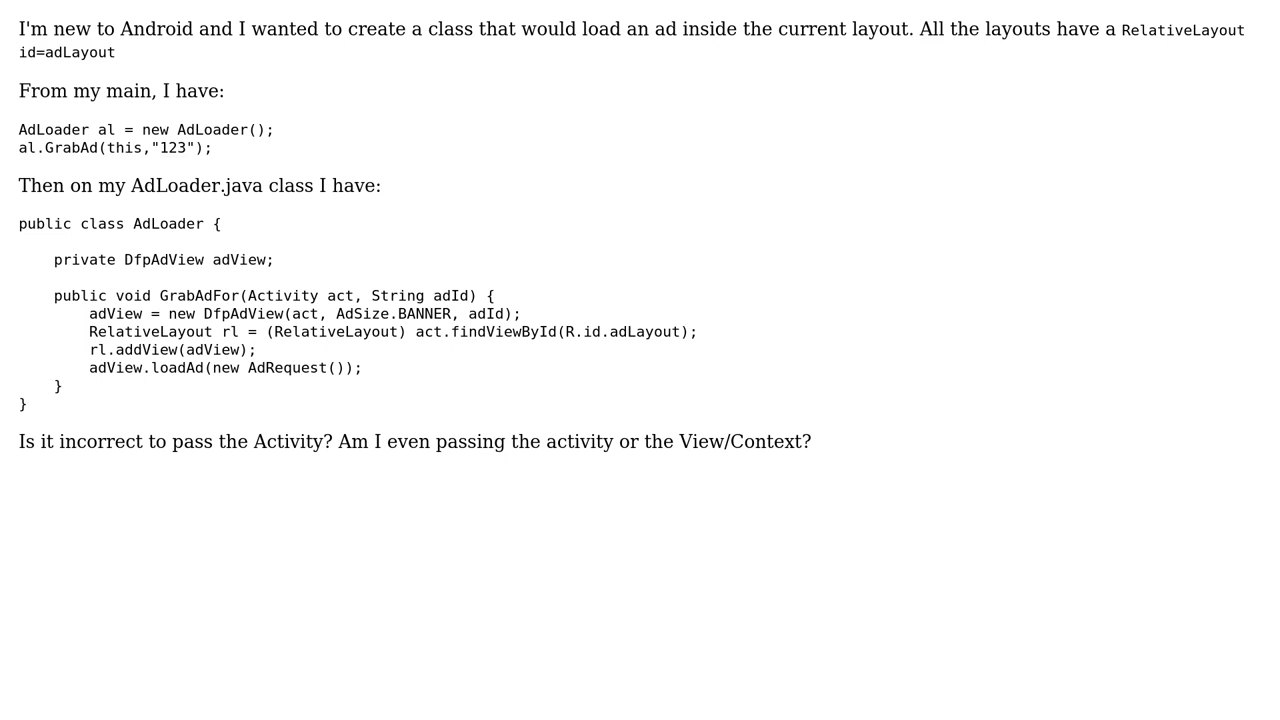 I'm new to Android and I wanted to create a class that would load an ad inside the current layout. All the layouts have a RelativeLayout
id=adLayout
From my main, I have:
AdLoader al = new AdLoader();
al.GrabAd(this,"123");
Then on my AdLoader.java class I have:
public class AdLoader {
    private DfpAdView adView;
    public void GrabAdFor(Activity act, String adId) {
        adView = new DfpAdView(act, AdSize.BANNER, adId);
        RelativeLayout rl = (RelativeLayout) act.findViewById(R.id.adLayout);
        rl.addView(adView);
        adView.loadAd(new AdRequest());
    }
}
Is it incorrect to pass the Activity? Am I even passing the activity or the View/Context?